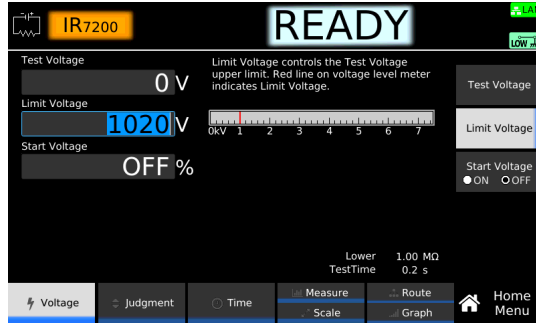 IR7200
READY
LAN
LOW
Test Voltage
0 V
Limit Voltage
1020 V
Start Voltage
OFF %
Limit Voltage controls the Test Voltage
upper limit. Red line on voltage level meter
indicates Limit Voltage.
0kV 1 2 3 4 5 6 7
Lower 1.00 MΩ
TestTime 0.2 s
Test Voltage
Limit Voltage
Start Voltage
ON OFF
Voltage
Judgment
Time
Measure
Scale
Route
Graph
Home
Menu